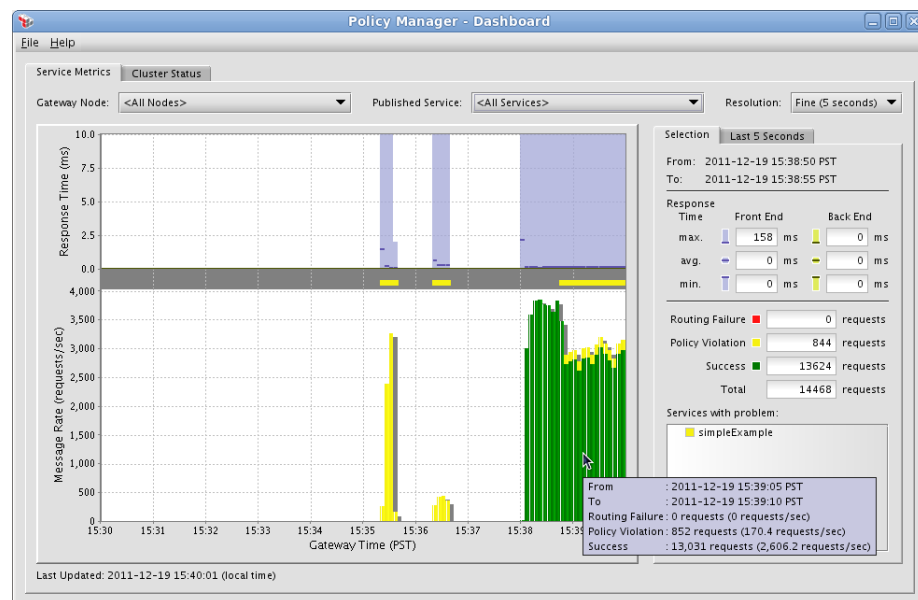 Policy Manager - Dashboard
File Help
Service Metrics Cluster Status
Gateway Node: <All Nodes> Published Service: <All Services> Resolution: Fine (5 seconds)
Response Time (ms)
10.0
7.5
5.0
2.5
0.0
Message Rate (requests/sec)
4,000
3,500
3,000
2,500
2,000
1,500
1,000
500
0
15:30 15:31 15:32 15:33 15:34 15:35 15:36 15:37 15:38 15:39
Gateway Time (PST)
Last Updated: 2011-12-19 15:40:01 (local time)
Selection Last 5 Seconds
From: 2011-12-19 15:38:50 PST
To: 2011-12-19 15:38:55 PST
Response
Time Front End Back End
max. 158 ms 0 ms
avg. 0 ms 0 ms
min. 0 ms 0 ms
Routing Failure 0 requests
Policy Violation 844 requests
Success 13624 requests
Total 14468 requests
Services with problem:
simpleExample
From : 2011-12-19 15:39:05 PST
To : 2011-12-19 15:39:10 PST
Routing Failure : 0 requests (0 requests/sec)
Policy Violation : 852 requests (170.4 requests/sec)
Success : 13,031 requests (2,606.2 requests/sec)